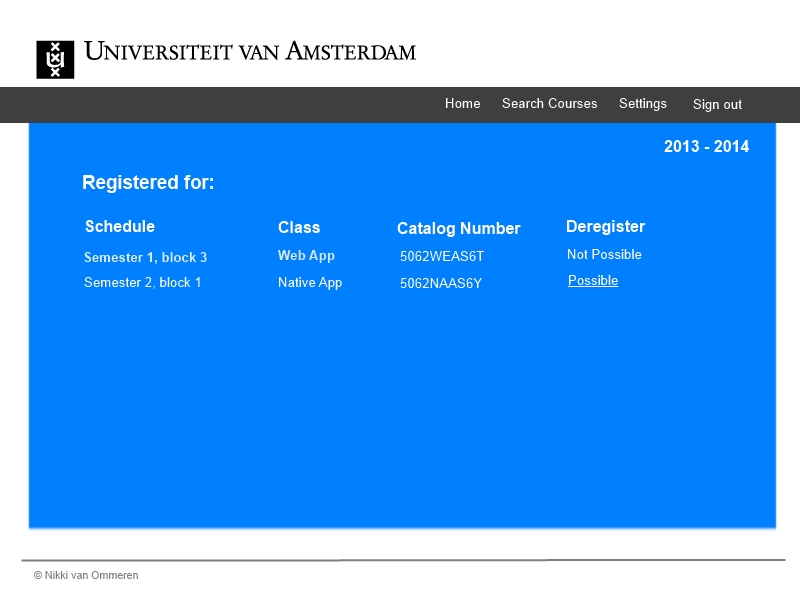 UNIVERSITEIT VAN AMSTERDAM
Home Search Courses Settings Sign out
2013 - 2014
Registered for:
Schedule Class Catalog Number Deregister
Semester 1, block 3 Web App 5062WEAS6T Not Possible
Semester 2, block 1 Native App 5062NAAS6Y Possible
© Nikki van Ommeren